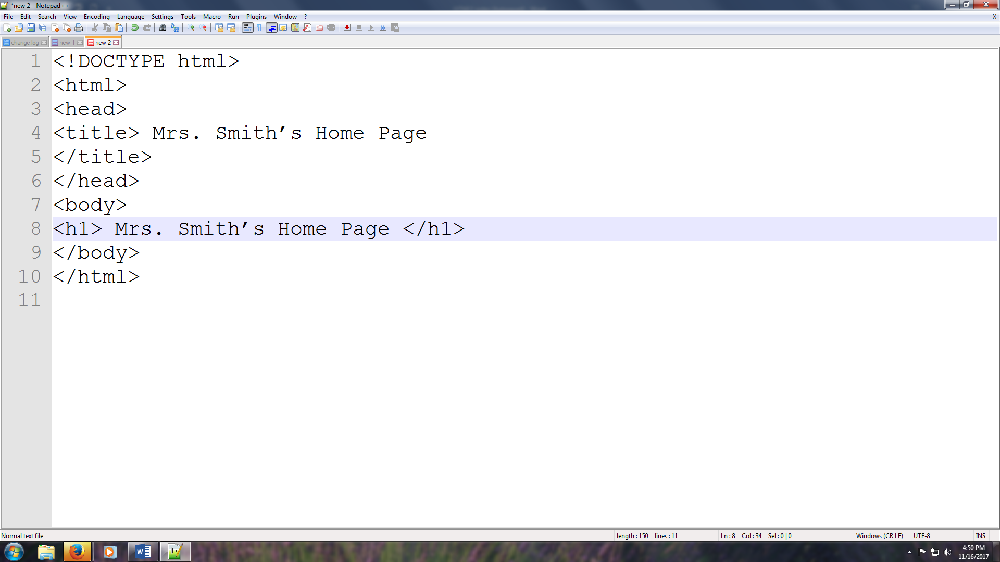 *new 2 - Notepad++
File Edit Search View Encoding Language Settings Tools Macro Run Plugins Window ? X
change.log new 1 new 2
1 <!DOCTYPE html>
2 <html>
3 <head>
4 <title> Mrs. Smith’s Home Page
5 </title>
6 </head>
7 <body>
8 <h1> Mrs. Smith’s Home Page </h1>
9 </body>
10 </html>
11
Normal text file length : 150 lines : 11 Ln : 8 Col : 34 Sel : 0 | 0 Windows (CR LF) UTF-8 INS
4:50 PM
11/16/2017